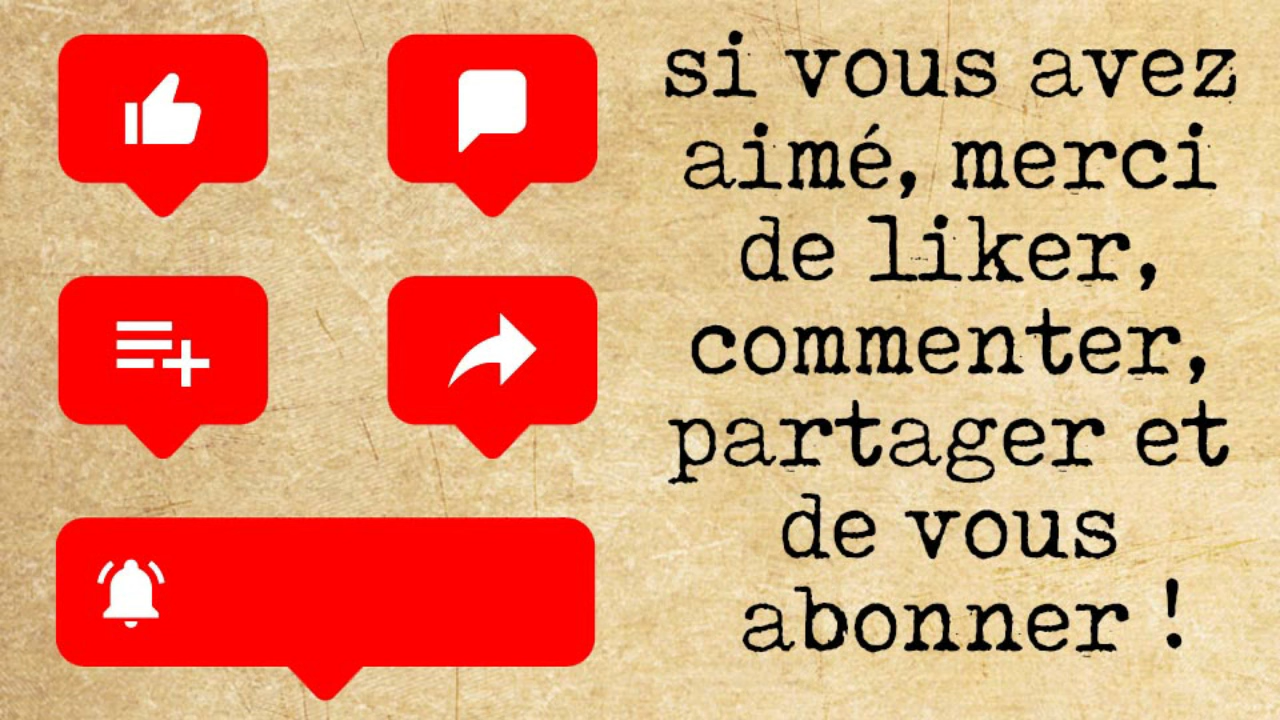 si vous avez
aimé, merci
de liker,
commenter,
partager et
de vous
abonner !